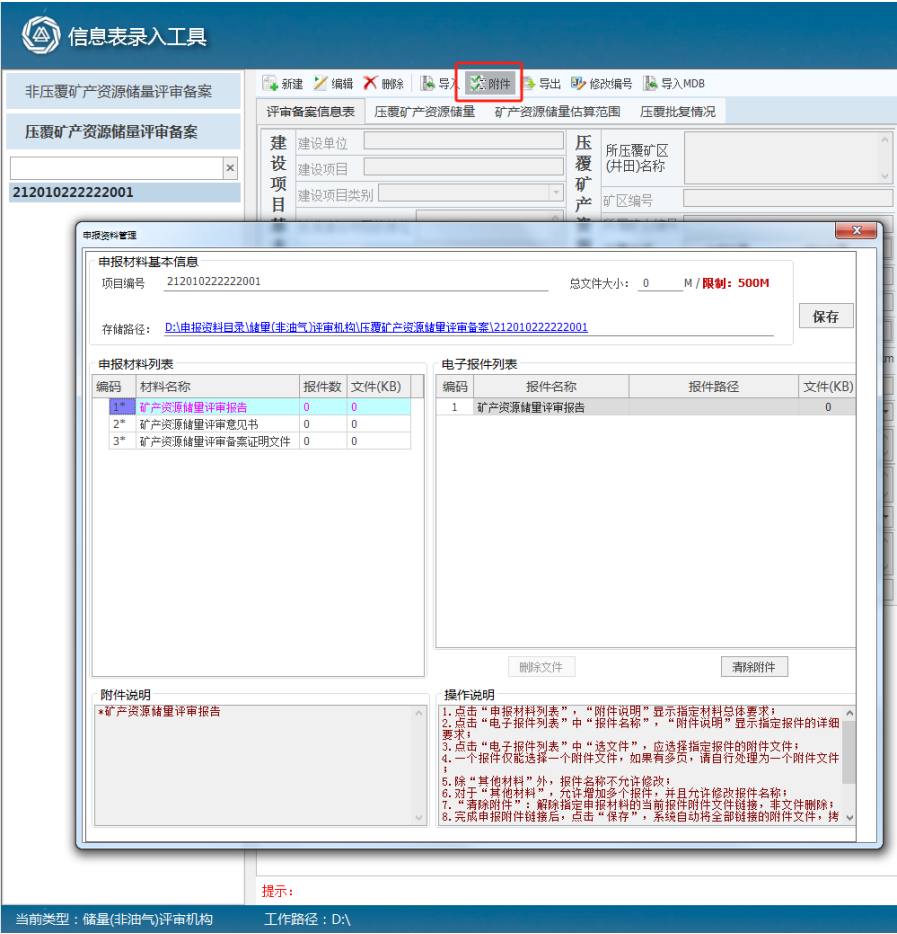 信息表录入工具
非压覆矿产资源储量评审备案
压覆矿产资源储量评审备案
212010222222001
新建 编辑 删除 导入 附件 导出 修改编号 导入MDB
评审备案信息表 压覆矿产资源储量 矿产资源储量估算范围 压覆批复情况
建设项目
建设单位
建设项目
建设项目类别
压覆矿产
所压覆矿区
(井田)名称
矿区编号
申报资料管理
申报材料基本信息
项目编号 212010222222001 总文件大小: 0 M / 限制: 500M
存储路径: D:\申报资料目录\储量(非油气)评审机构\压覆矿产资源储量评审备案\212010222222001
保存
申报材料列表
编码 材料名称 报件数 文件(KB)
1* 矿产资源储量评审报告 0 0
2* 矿产资源储量评审意见书 0 0
3* 矿产资源储量评审备案证明文件 0 0
电子报件列表
编码 报件名称 报件路径 文件(KB)
1 矿产资源储量评审报告 0
删除文件 清除附件
附件说明
*矿产资源储量评审报告
操作说明
1.点击“申报材料列表”,“附件说明”显示指定材料总体要求;
2.点击“电子报件列表”中“报件名称”,“附件说明”显示指定报件的详细
要求;
3.点击“电子报件列表”中“选文件”,应选择指定报件的附件文件;
4.一个报件仅能选择一个附件文件,如果有多页,请自行处理为一个附件文件
;
5.除“其他材料”外,报件名称不允许修改;
6.对于“其他材料”,允许增加多个报件,并且允许修改报件名称;
7.“清除附件”: 解除指定申报材料的当前报件附件文件链接,非文件删除;
8.完成申报附件链接后,点击“保存”,系统自动将全部链接的附件文件,拷
提示:
当前类型:储量(非油气)评审机构 工作路径:D:\